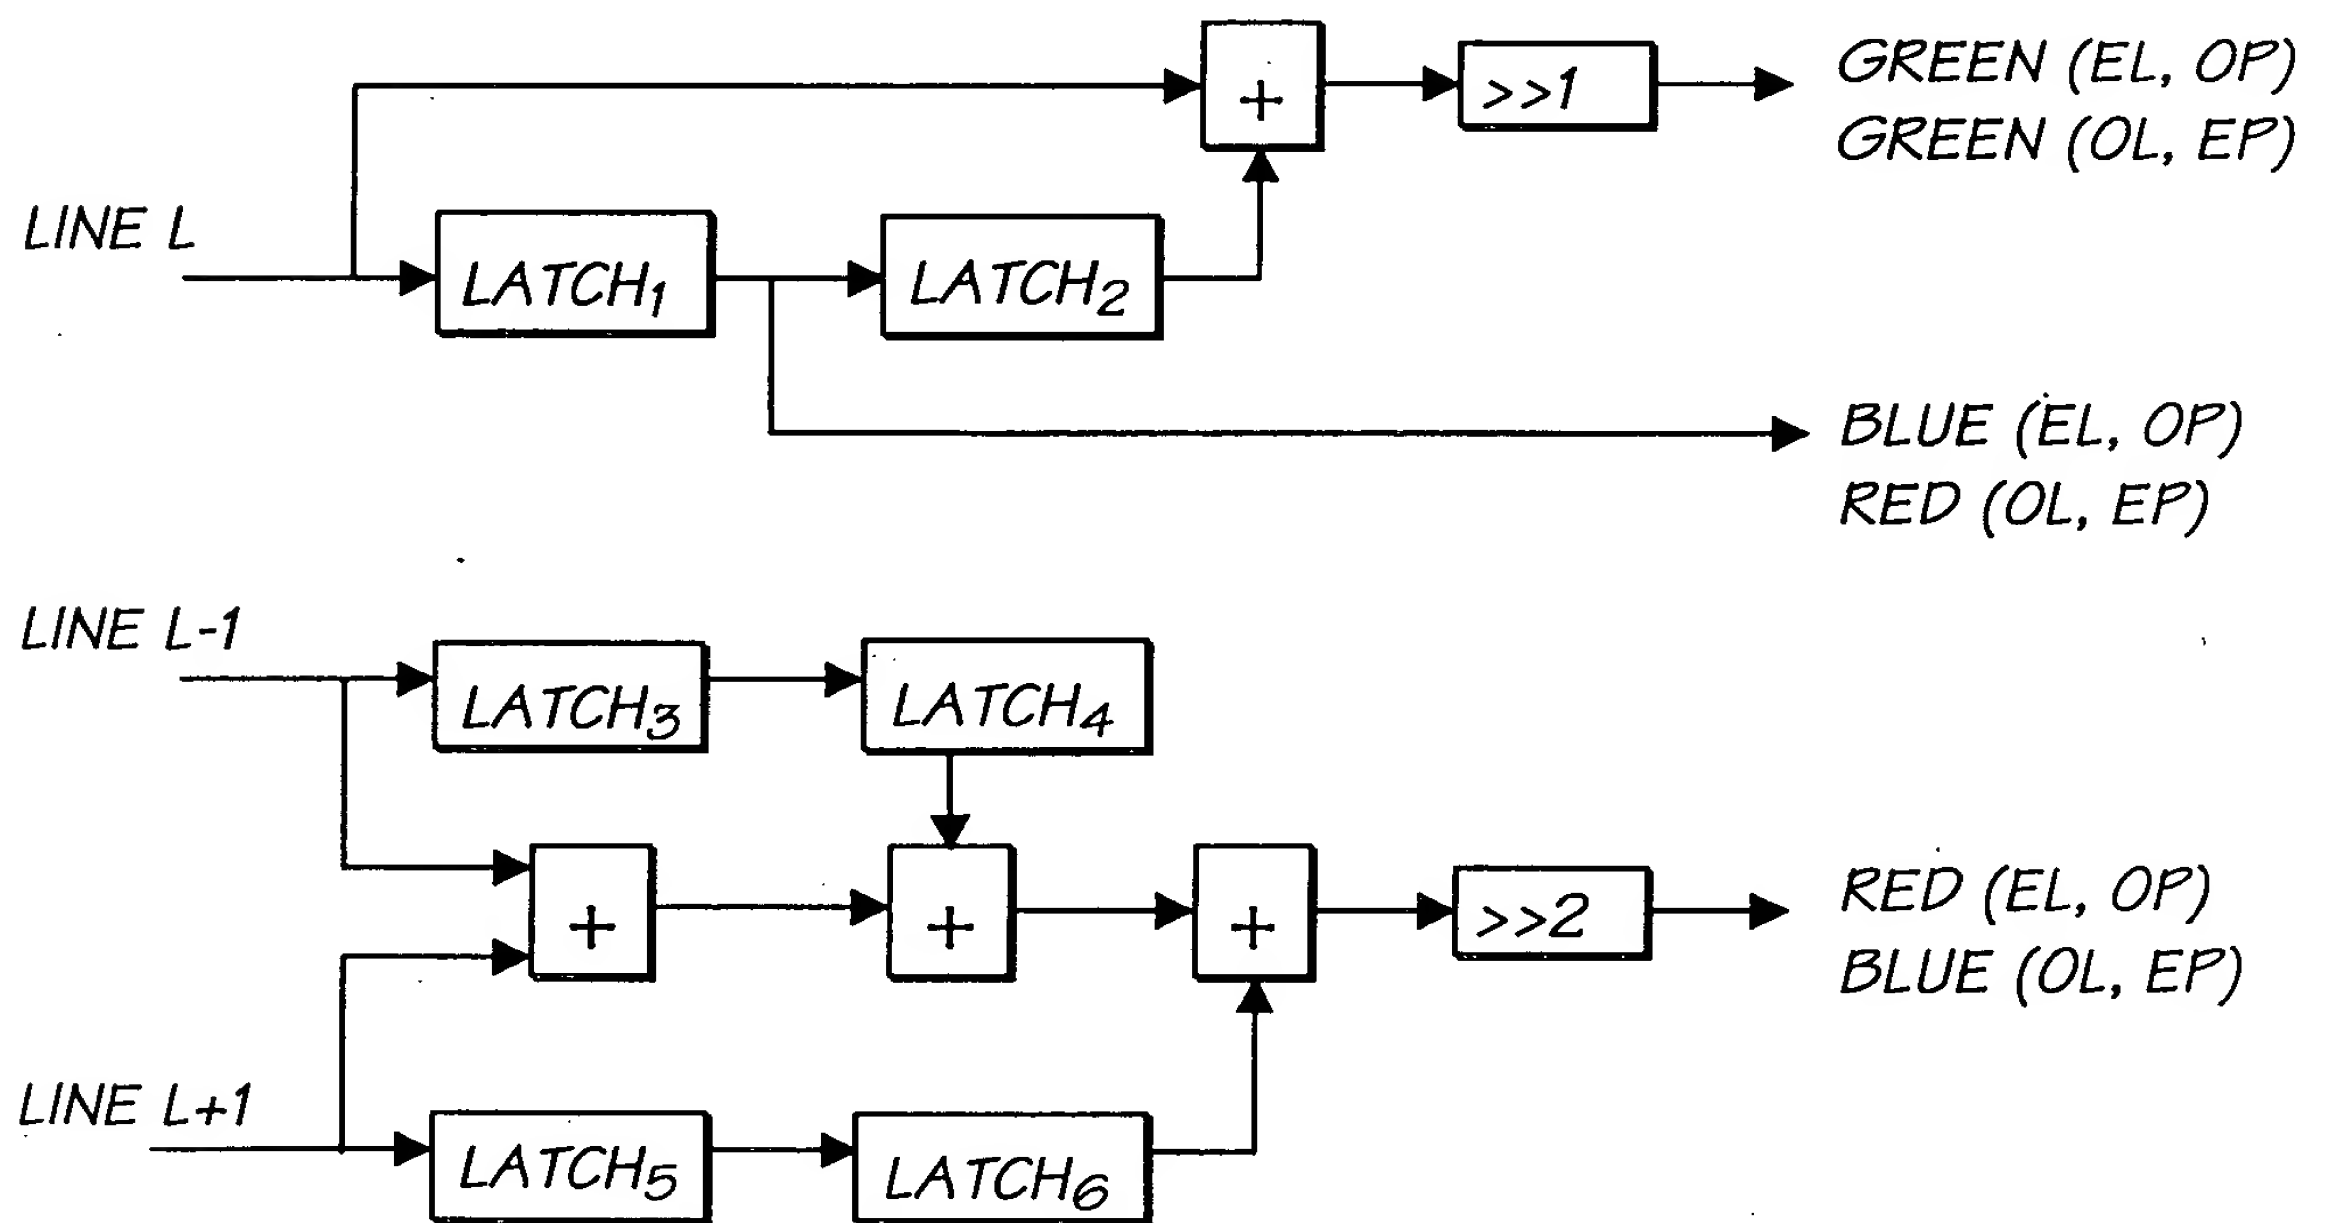 +
>>1
GREEN (EL, OP)
GREEN (OL, EP)
LINE L
LATCH1
LATCH2
BLUE (EL, OP)
RED (OL, EP)
LINE L-1
LATCH3
LATCH4
+
+
+
>>2
RED (EL, OP)
BLUE (OL, EP)
LINE L+1
LATCH5
LATCH6